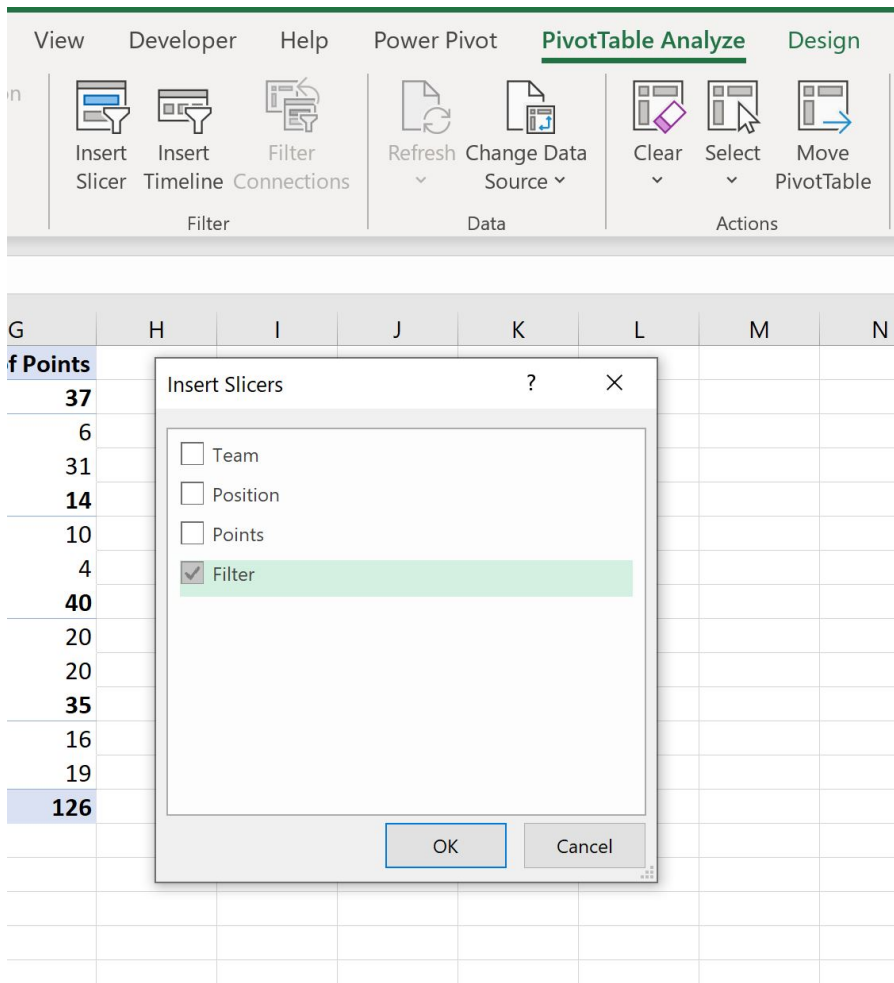 View Developer Help Power Pivot PivotTable Analyze Design
n
Insert Slicer
Insert Timeline
Filter Connections
Refresh
Change Data Source
Clear
Select
Move PivotTable
Filter Data Actions
G H I J K L M N
f Points
37
6
31
14
10
4
40
20
20
35
16
19
126
Insert Slicers ?
Team
Position
Points
Filter
OK Cancel